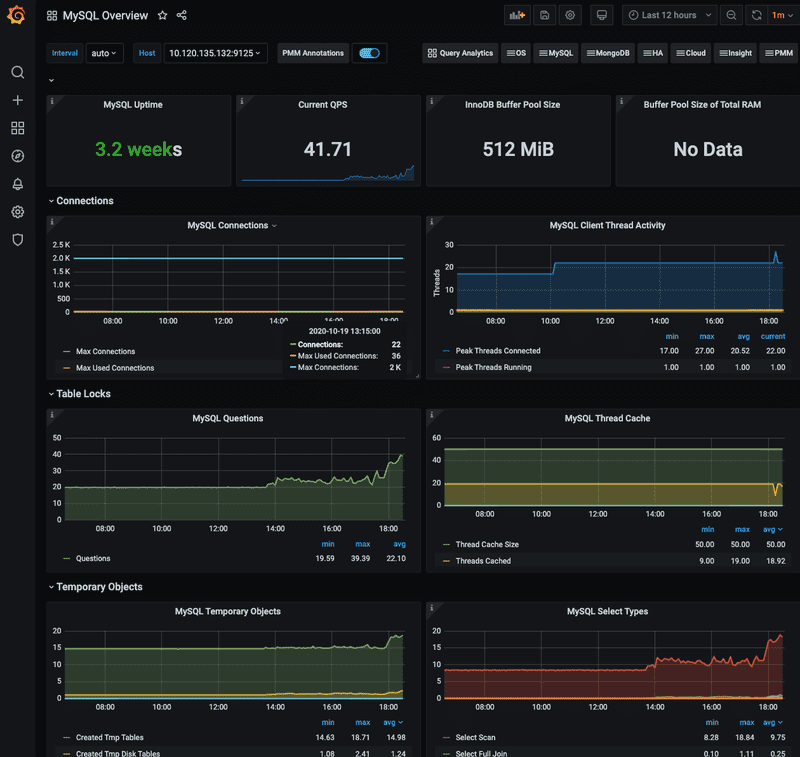 MySQL Overview
Last 12 hours
1m
Interval auto Host 10.120.135.132:9125 PMM Annotations Query Analytics OS MySQL MongoDB HA Cloud Insight PMM
MySQL Uptime
3.2 weeks
Current QPS
41.71
InnoDB Buffer Pool Size
512 MiB
Buffer Pool Size of Total RAM
No Data
Connections
MySQL Connections
2.5 K
2.0 K
1.5 K
1.0 K
500
0
08:00 10:00 12:00 14:00 16:00 18:00
2020-10-19 13:15:00
Connections: 22
Max Used Connections: 36
Max Connections: 2 K
Max Connections
Max Used Connections
MySQL Client Thread Activity
Threads
30
20
10
0
08:00 10:00 12:00 14:00 16:00 18:00
min max avg current
Peak Threads Connected 17.00 27.00 20.52 22.00
Peak Threads Running 1.00 1.00 1.00 1.00
Table Locks
MySQL Questions
50
40
30
20
10
0
08:00 10:00 12:00 14:00 16:00 18:00
min max avg
Questions 19.59 39.39 22.10
MySQL Thread Cache
60
40
20
0
08:00 10:00 12:00 14:00 16:00 18:00
min max avg
Thread Cache Size 50.00 50.00 50.00
Threads Cached 9.00 19.00 18.92
Temporary Objects
MySQL Temporary Objects
20
15
10
5
0
08:00 10:00 12:00 14:00 16:00 18:00
min max avg
Created Tmp Tables 14.63 18.71 14.98
Created Tmp Disk Tables 1.08 2.41 1.24
MySQL Select Types
20
15
10
5
0
08:00 10:00 12:00 14:00 16:00 18:00
min max avg
Select Scan 8.28 18.84 9.75
Select Full Join 0.10 1.11 0.25